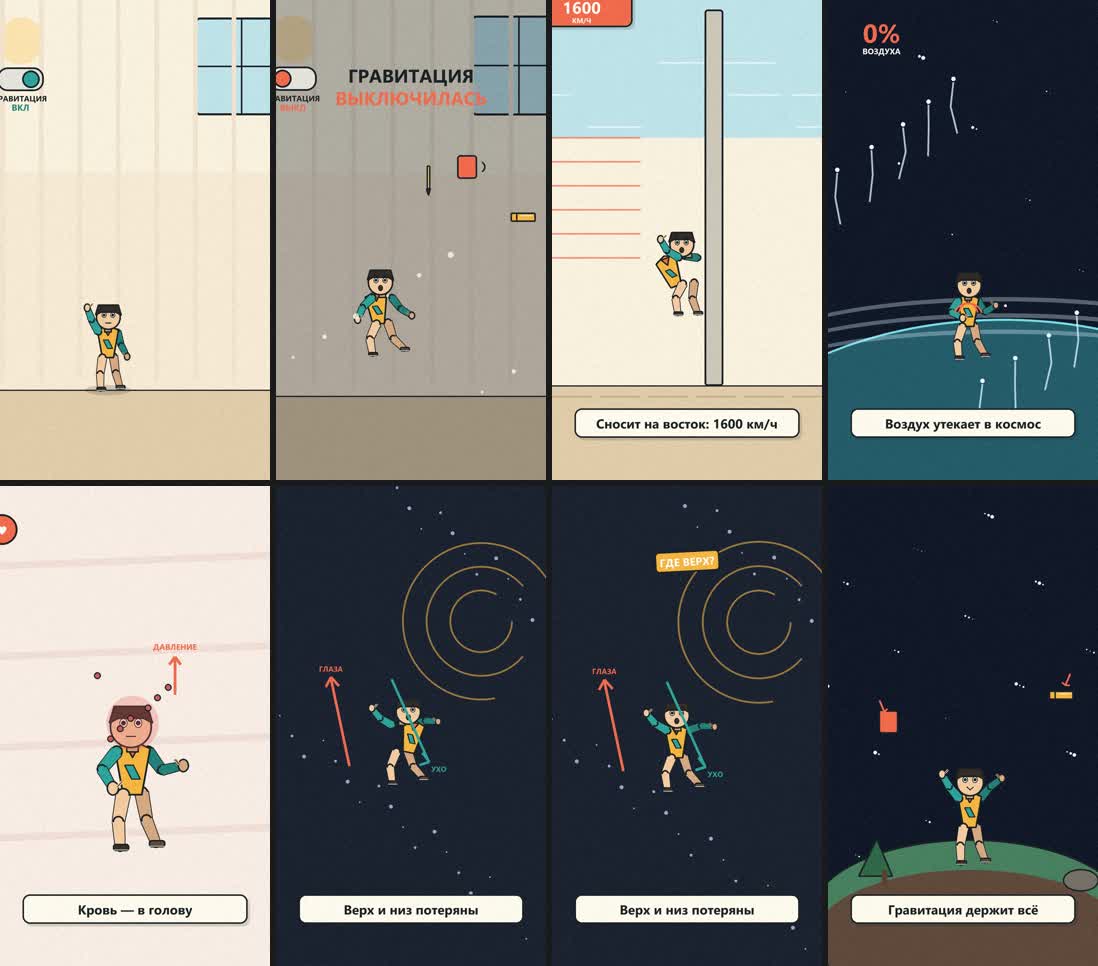 РАВИТАЦИЯ
ВКЛ
АВИТАЦИЯ
ВЫКЛ
ГРАВИТАЦИЯ
ВЫКЛЮЧИЛАСЬ
1600
КМ/Ч
Сносит на восток: 1600 км/ч
0%
ВОЗДУХА
Воздух утекает в космос
ДАВЛЕНИЕ
Кровь — в голову
ГЛАЗА
УХО
Верх и низ потеряны
ГДЕ ВЕРХ?
ГЛАЗА
УХО
Верх и низ потеряны
Гравитация держит всё